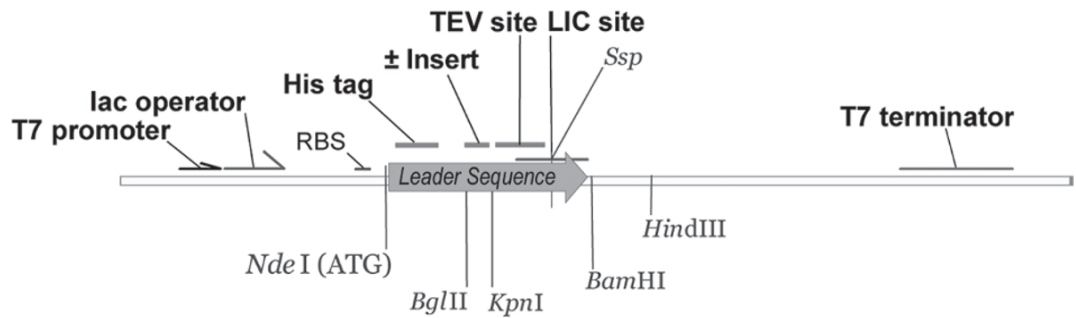 TEV site LIC site
± Insert
Ssp
His tag
lac operator
T7 promoter
RBS
T7 terminator
Leader Sequence
HindIII
NdeI (ATG)
BamHI
BglII
KpnI